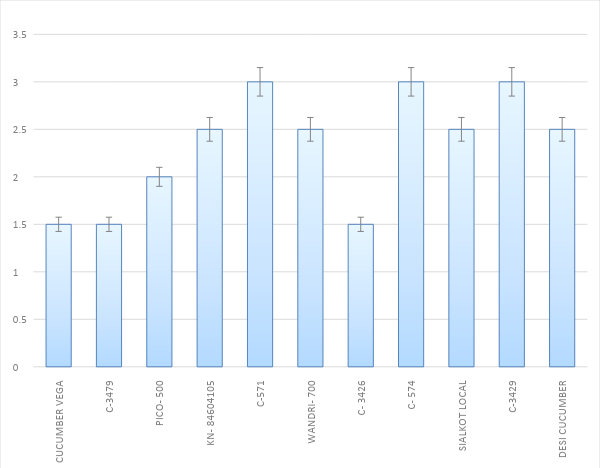 3.5
3
2.5
2
1.5
1
0.5
0
CUCUMBER VEGA
C-3479
PICO- 500
KN- 84604105
C-571
WANDRI- 700
C- 3426
C- 574
SIALKOT LOCAL
C-3429
DESI CUCUMBER